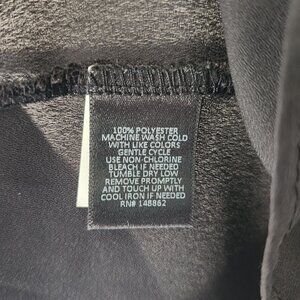 100% POLYESTER
MACHINE WASH COLD
WITH LIKE COLORS
GENTLE CYCLE
USE NON-CHLORINE
BLEACH IF NEEDED
TUMBLE DRY LOW
REMOVE PROMPTLY
AND TOUCH UP WITH
COOL IRON IF NEEDED
RN# 148862